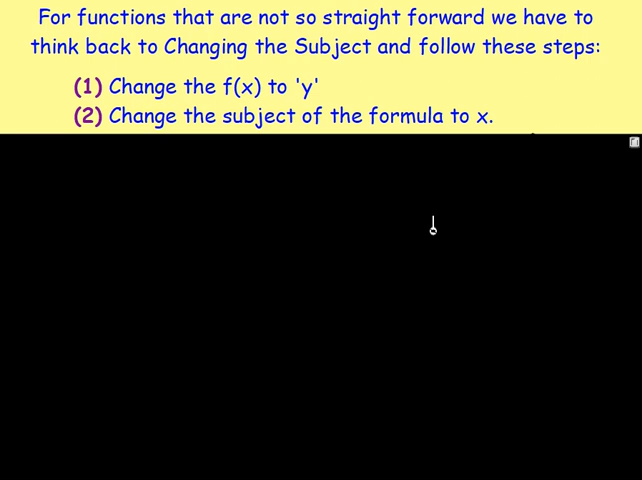 For functions that are not so straight forward we have to
think back to Changing the Subject and follow these steps:
(1) Change the f(x) to 'y'
(2) Change the subject of the formula to x.